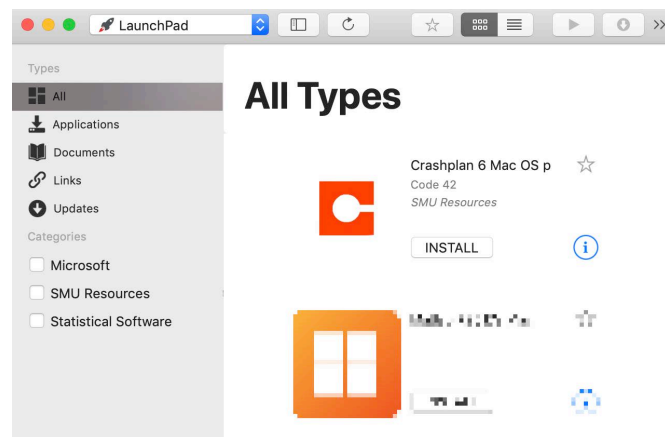 LaunchPad
Types
All
Applications
Documents
Links
Updates
Categories
Microsoft
SMU Resources
Statistical Software
All Types
Crashplan 6 Mac OS p
Code 42
SMU Resources
INSTALL